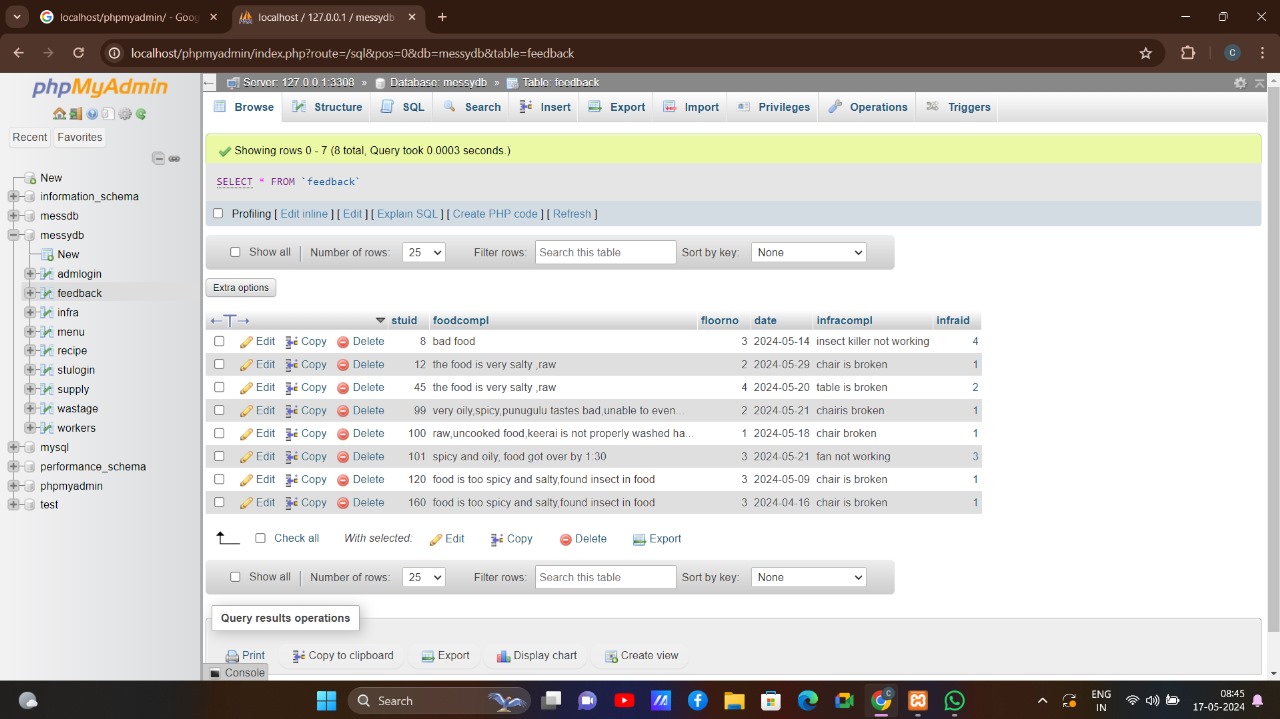 localhost/phpmyadmin/ - Goog
localhost / 127.0.0.1 / messydb
localhost/phpmyadmin/index.php?route=/sql&pos=0&db=messydb&table=feedback
C
phpMyAdmin
Recent Favorites
New
information_schema
messdb
messydb
New
admlogin
feedback
infra
menu
recipe
stulogin
supply
wastage
workers
mysql
performance_schema
phpmyadmin
test
Server: 127.0.0.1:3308 » Database: messydb » Table: feedback
Browse Structure SQL Search Insert Export Import Privileges Operations Triggers
Showing rows 0 - 7 (8 total, Query took 0.0003 seconds.)
SELECT * FROM `feedback`
Profiling [ Edit inline ] [ Edit ] [ Explain SQL ] [ Create PHP code ] [ Refresh ]
Show all | Number of rows: 25 Filter rows: Search this table Sort by key: None
Extra options
←T→ stuid foodcompl floorno date infracompl infraid
Edit Copy Delete 8 bad food 3 2024-05-14 insect killer not working 4
Edit Copy Delete 12 the food is very salty ,raw 2 2024-05-29 chair is broken 1
Edit Copy Delete 45 the food is very salty ,raw 4 2024-05-20 table is broken 2
Edit Copy Delete 99 very oily,spicy,punugulu tastes bad,unable to even... 2 2024-05-21 chairis broken 1
Edit Copy Delete 100 raw,uncooked food,keerai is not properly washed ha... 1 2024-05-18 chair broken 1
Edit Copy Delete 101 spicy and oily, food got over by 1:30 3 2024-05-21 fan not working 3
Edit Copy Delete 120 food is too spicy and salty,found insect in food 3 2024-05-09 chair is broken 1
Edit Copy Delete 160 food is too spicy and salty,found insect in food 3 2024-04-16 chair is broken 1
Check all With selected: Edit Copy Delete Export
Show all | Number of rows: 25 Filter rows: Search this table Sort by key: None
Query results operations
Print Copy to clipboard Export Display chart Create view
Console
Search
ENG
IN
08:45
17-05-2024